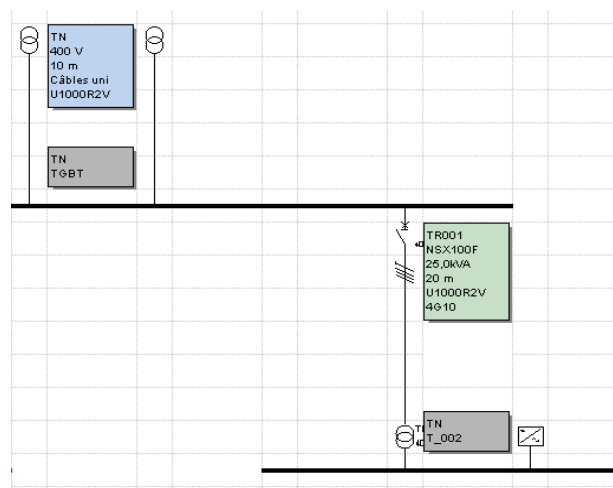 TN
400 V
10 m
Câbles uni
U1000R2V
TN
TGBT
TR001
NSX100F
25,0kVA
20 m
U1000R2V
4G10
TN
T_002